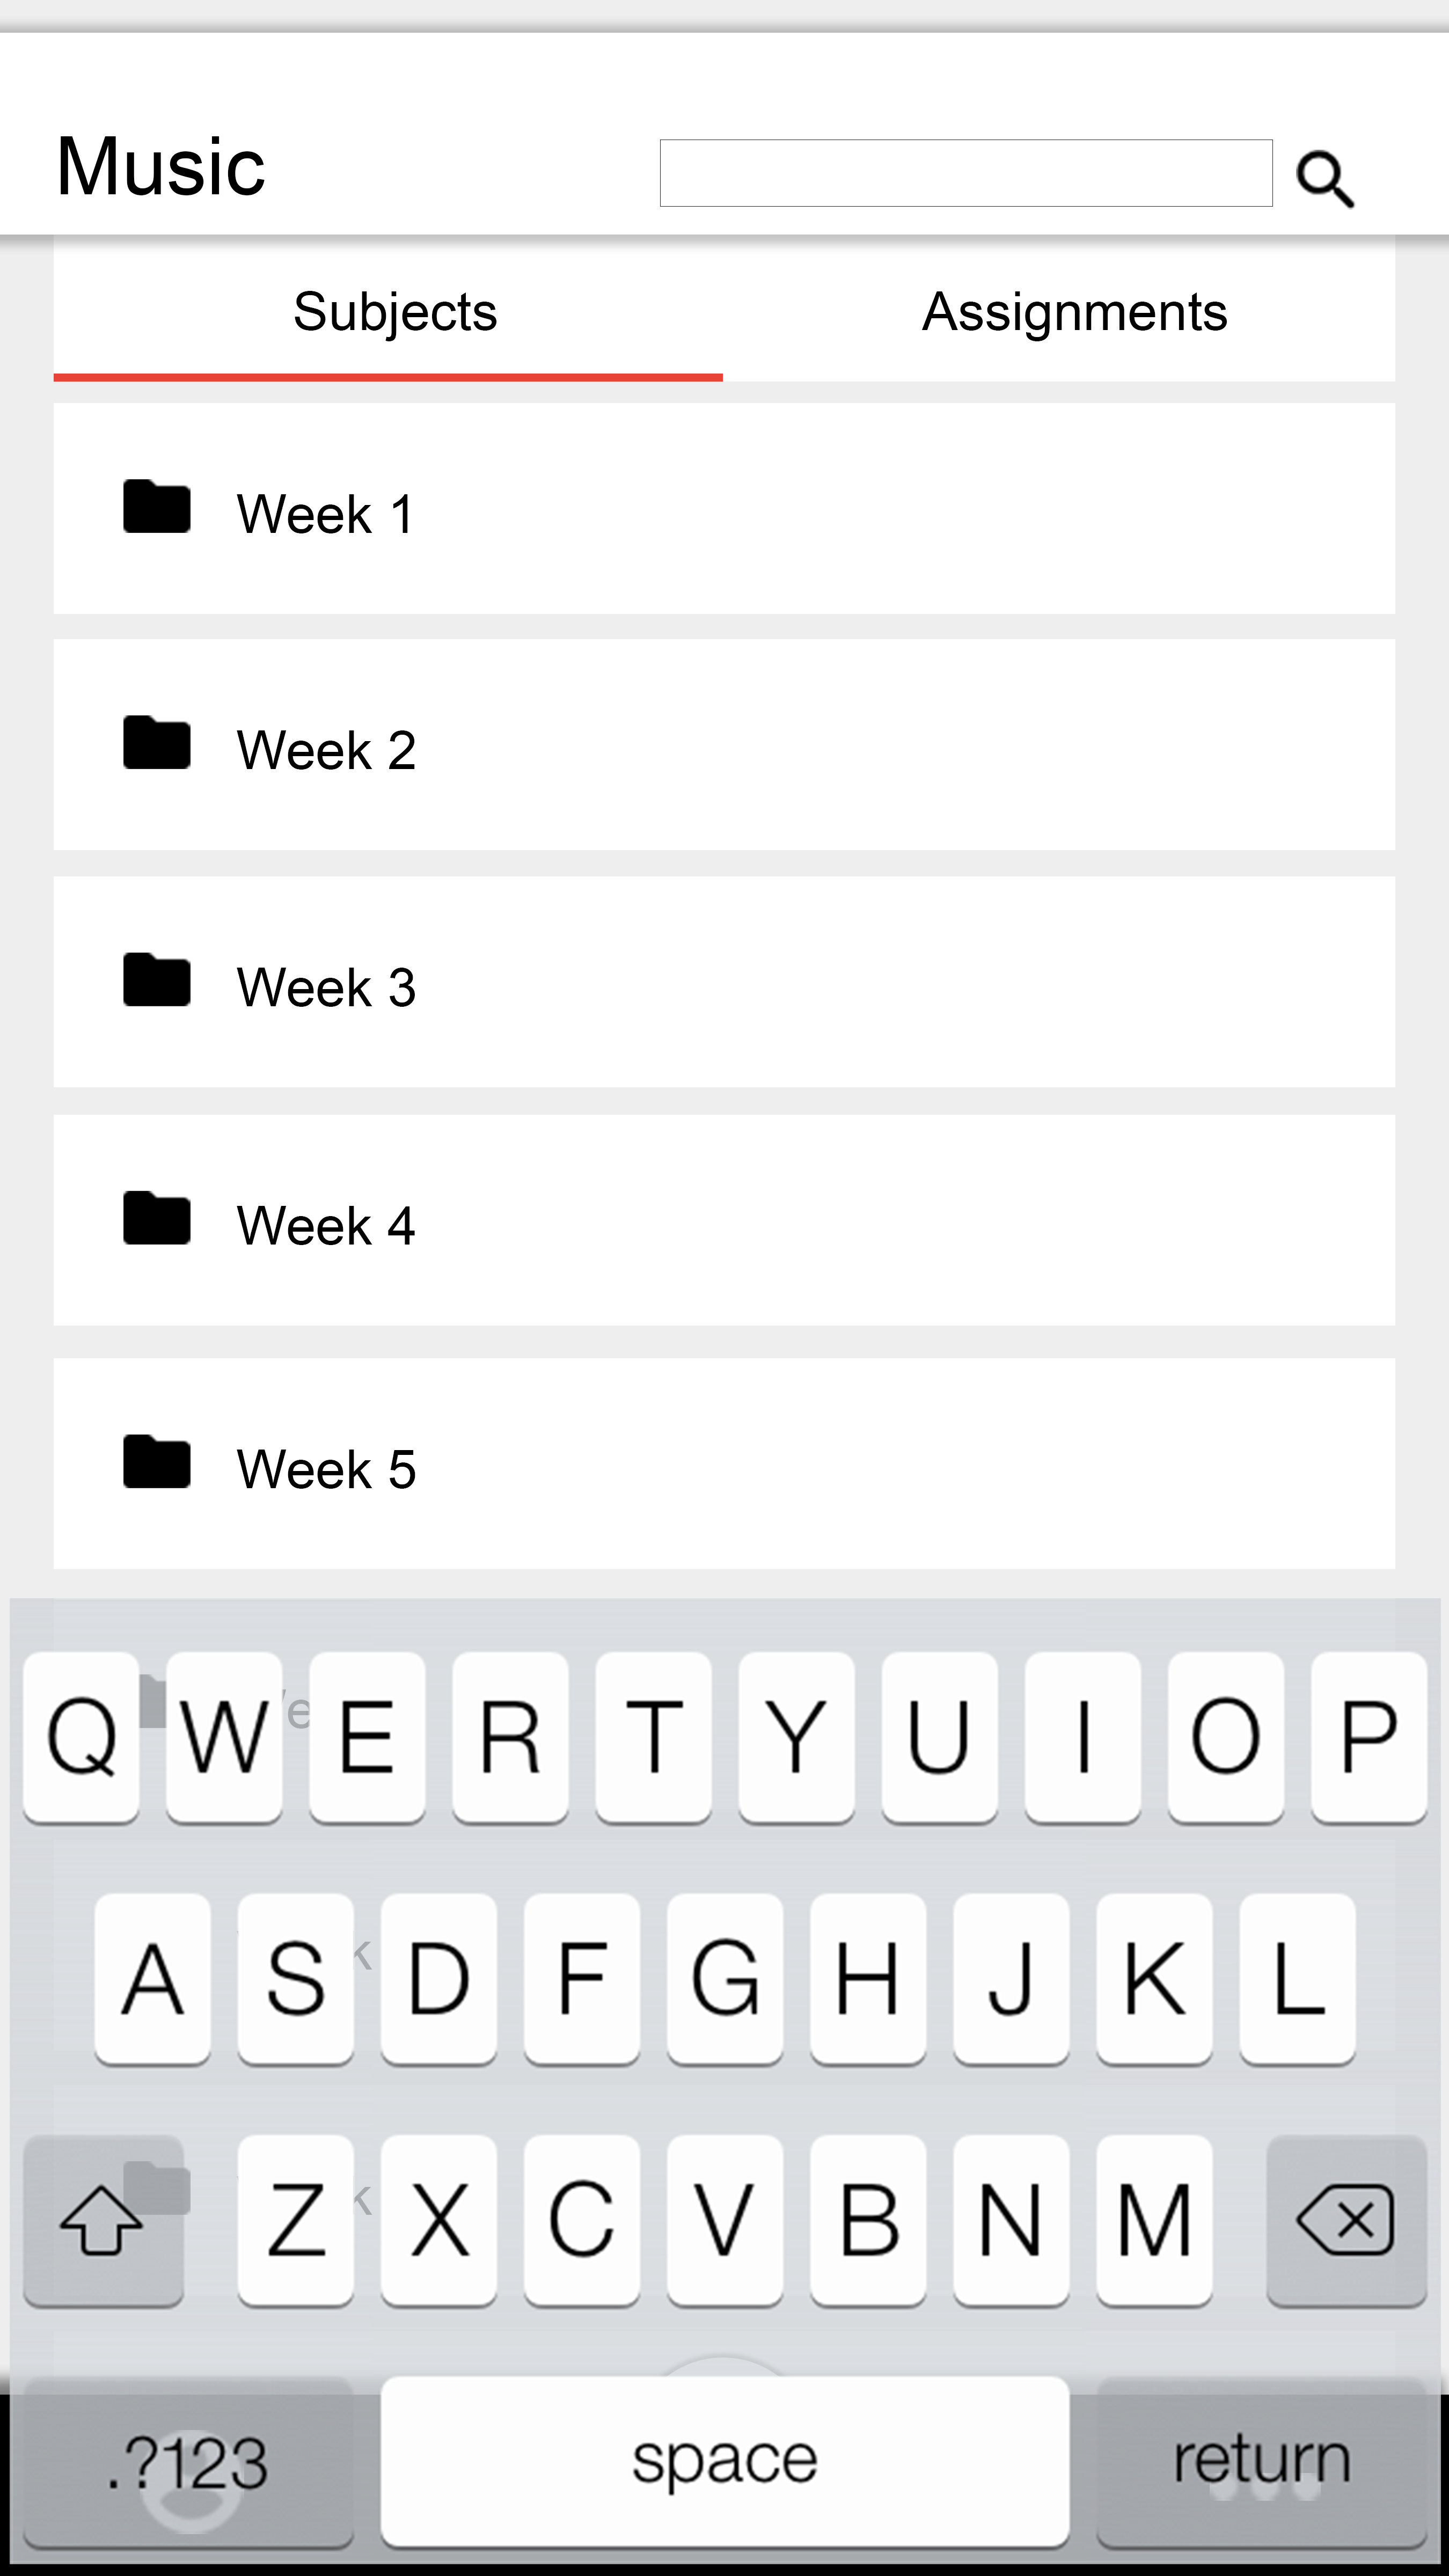 Music
Subjects Assignments
Week 1
Week 2
Week 3
Week 4
Week 5
Q W E R T Y U I O P
A S D F G H J K L
Z X C V B N M
.?123 space return